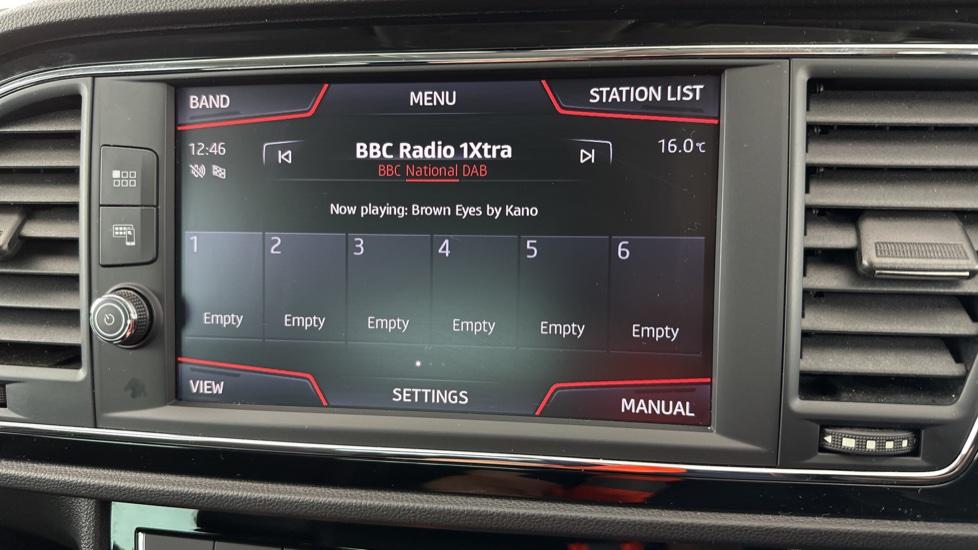 BAND MENU STATION LIST
12:46 BBC Radio 1Xtra 16.0℃
BBC National DAB
Now playing: Brown Eyes by Kano
1 2 3 4 5 6
Empty Empty Empty Empty Empty Empty
VIEW SETTINGS MANUAL